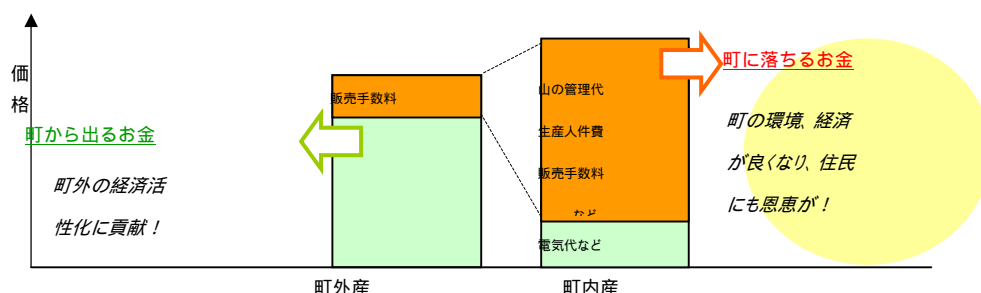 価
格
町から出るお金
町外の経済活
性化に貢献！
販売手数料
山の管理代
生産人件費
販売手数料
など
電気代など
町に落ちるお金
町の環境、経済
が良くなり、住民
にも恩恵が！
町外産
町内産